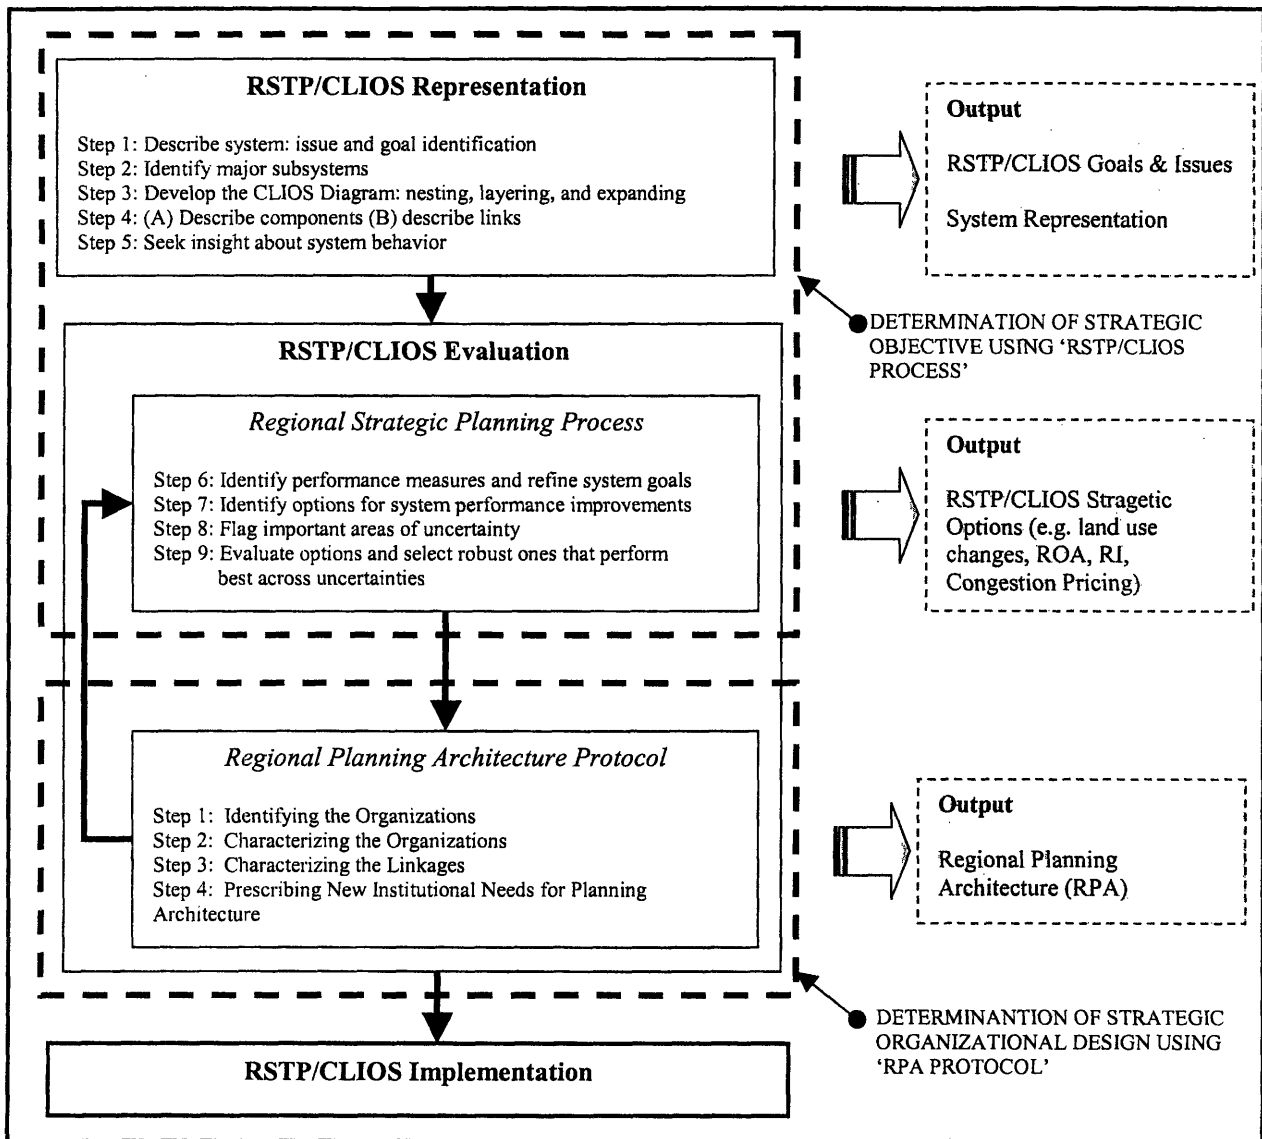 RSTP/CLIOS Representation
Step 1: Describe system: issue and goal identification
Step 2: Identify major subsystems
Step 3: Develop the CLIOS Diagram: nesting, layering, and expanding
Step 4: (A) Describe components (B) describe links
Step 5: Seek insight about system behavior
Output
RSTP/CLIOS Goals & Issues
System Representation
DETERMINATION OF STRATEGIC
OBJECTIVE USING ‘RSTP/CLIOS
PROCESS’
RSTP/CLIOS Evaluation
Regional Strategic Planning Process
Step 6: Identify performance measures and refine system goals
Step 7: Identify options for system performance improvements
Step 8: Flag important areas of uncertainty
Step 9: Evaluate options and select robust ones that perform
best across uncertainties
Output
RSTP/CLIOS Stragetic
Options (e.g. land use
changes, ROA, RI,
Congestion Pricing)
Regional Planning Architecture Protocol
Step 1: Identifying the Organizations
Step 2: Characterizing the Organizations
Step 3: Characterizing the Linkages
Step 4: Prescribing New Institutional Needs for Planning
Architecture
Output
Regional Planning
Architecture (RPA)
DETERMINANTION OF STRATEGIC
ORGANIZATIONAL DESIGN USING
‘RPA PROTOCOL’
RSTP/CLIOS Implementation